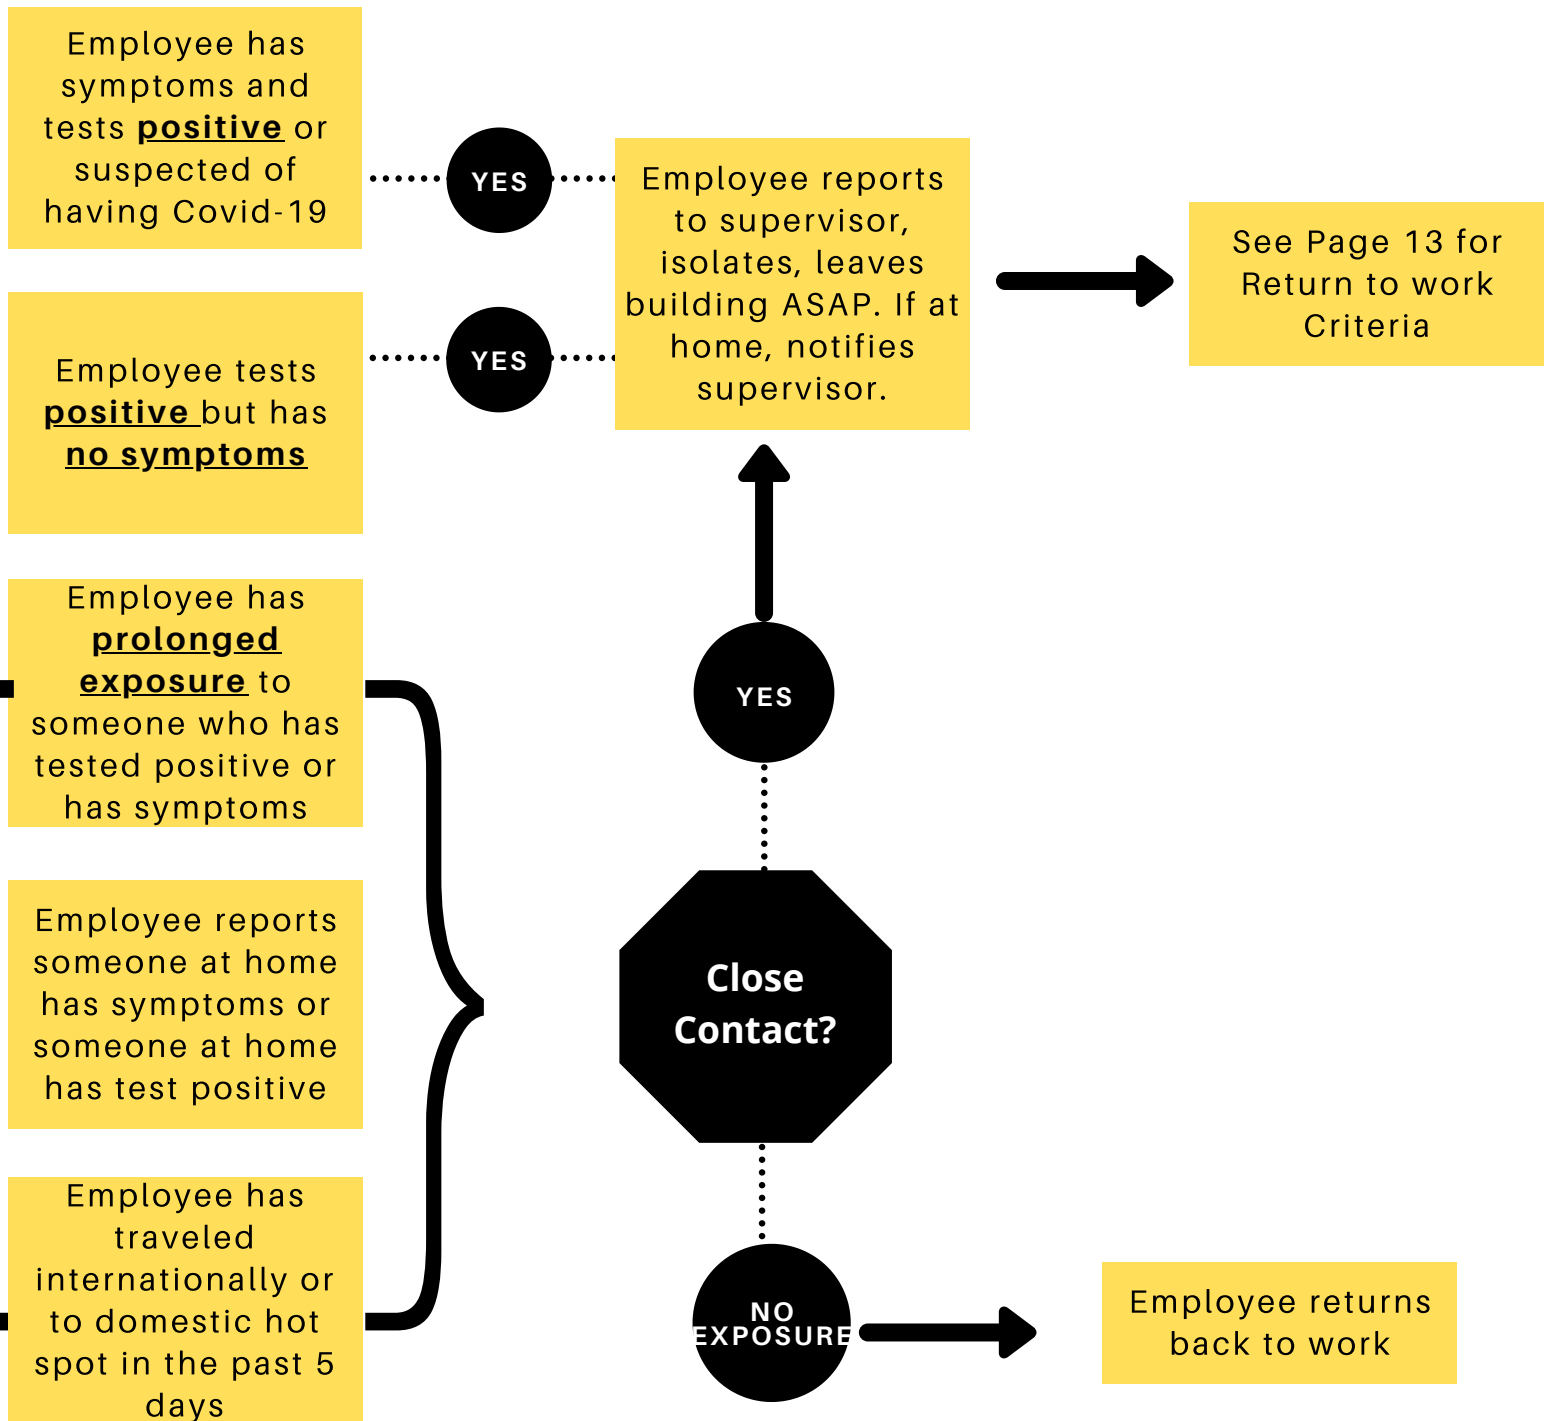 Employee has
symptoms and
tests positive or
suspected of
having Covid-19
YES
Employee reports
to supervisor,
isolates, leaves
building ASAP. If at
home, notifies
supervisor.
See Page 13 for
Return to work
Criteria
Employee tests
positive but has
no symptoms
YES
Employee has
prolonged
exposure to
someone who has
tested positive or
has symptoms
YES
Employee reports
someone at home
has symptoms or
someone at home
has test positive
Close
Contact?
Employee has
traveled
internationally or
to domestic hot
spot in the past 5
days
NO
EXPOSURE
Employee returns
back to work